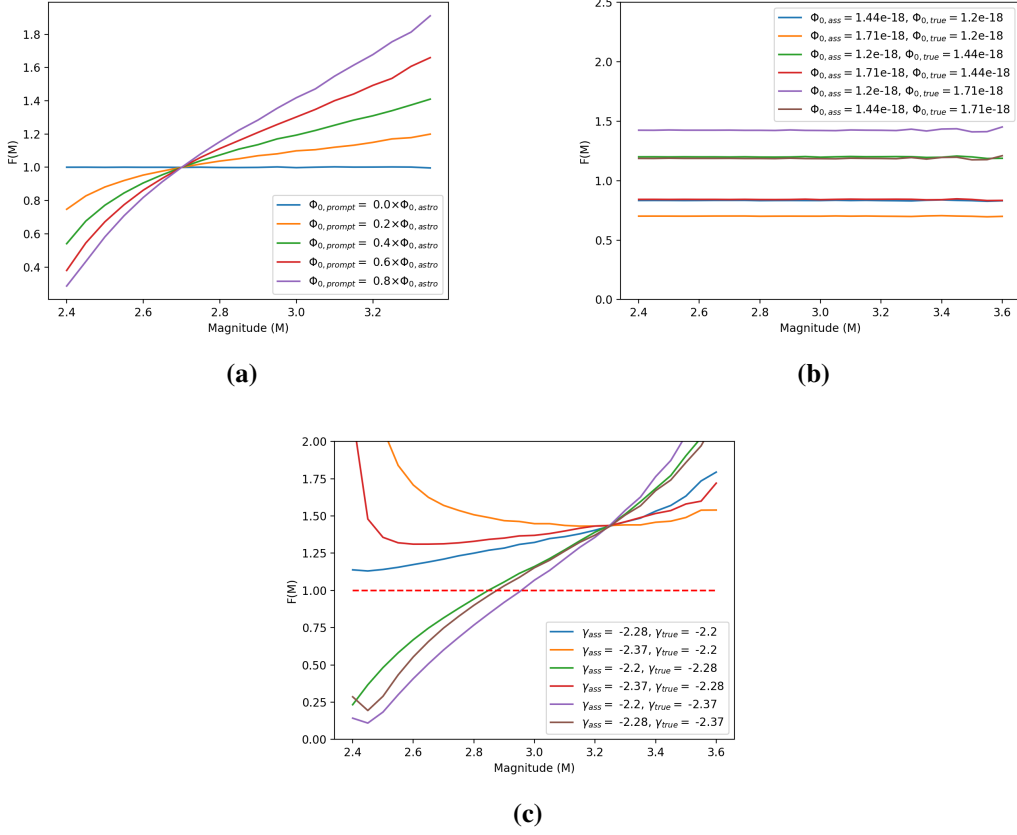 F(M)
1.8
1.6
1.4
1.2
1.0
0.8
0.6
0.4
Φ0,prompt = 0.0×Φ0,astro
Φ0,prompt = 0.2×Φ0,astro
Φ0,prompt = 0.4×Φ0,astro
Φ0,prompt = 0.6×Φ0,astro
Φ0,prompt = 0.8×Φ0,astro
2.4 2.6 2.8 3.0 3.2
Magnitude (M)
(a)
F(M)
2.5
2.0
1.5
1.0
0.5
0.0
Φ0,ass = 1.44e-18, Φ0,true = 1.2e-18
Φ0,ass = 1.71e-18, Φ0,true = 1.2e-18
Φ0,ass = 1.2e-18, Φ0,true = 1.44e-18
Φ0,ass = 1.71e-18, Φ0,true = 1.44e-18
Φ0,ass = 1.2e-18, Φ0,true = 1.71e-18
Φ0,ass = 1.44e-18, Φ0,true = 1.71e-18
2.4 2.6 2.8 3.0 3.2 3.4 3.6
Magnitude (M)
(b)
F(M)
2.00
1.75
1.50
1.25
1.00
0.75
0.50
0.25
0.00
γass = -2.28, γtrue = -2.2
γass = -2.37, γtrue = -2.2
γass = -2.2, γtrue = -2.28
γass = -2.37, γtrue = -2.28
γass = -2.2, γtrue = -2.37
γass = -2.28, γtrue = -2.37
2.4 2.6 2.8 3.0 3.2 3.4 3.6
Magnitude (M)
(c)